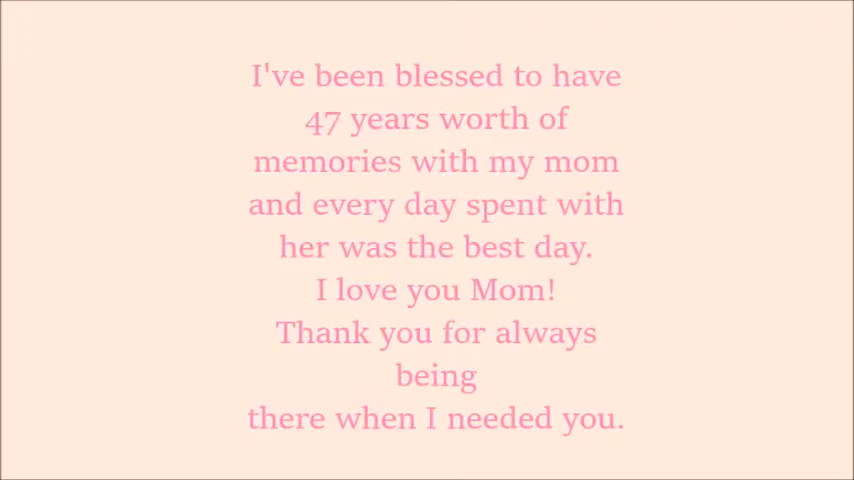 I've been blessed to have
47 years worth of
memories with my mom
and every day spent with
her was the best day.
I love you Mom!
Thank you for always
being
there when I needed you.